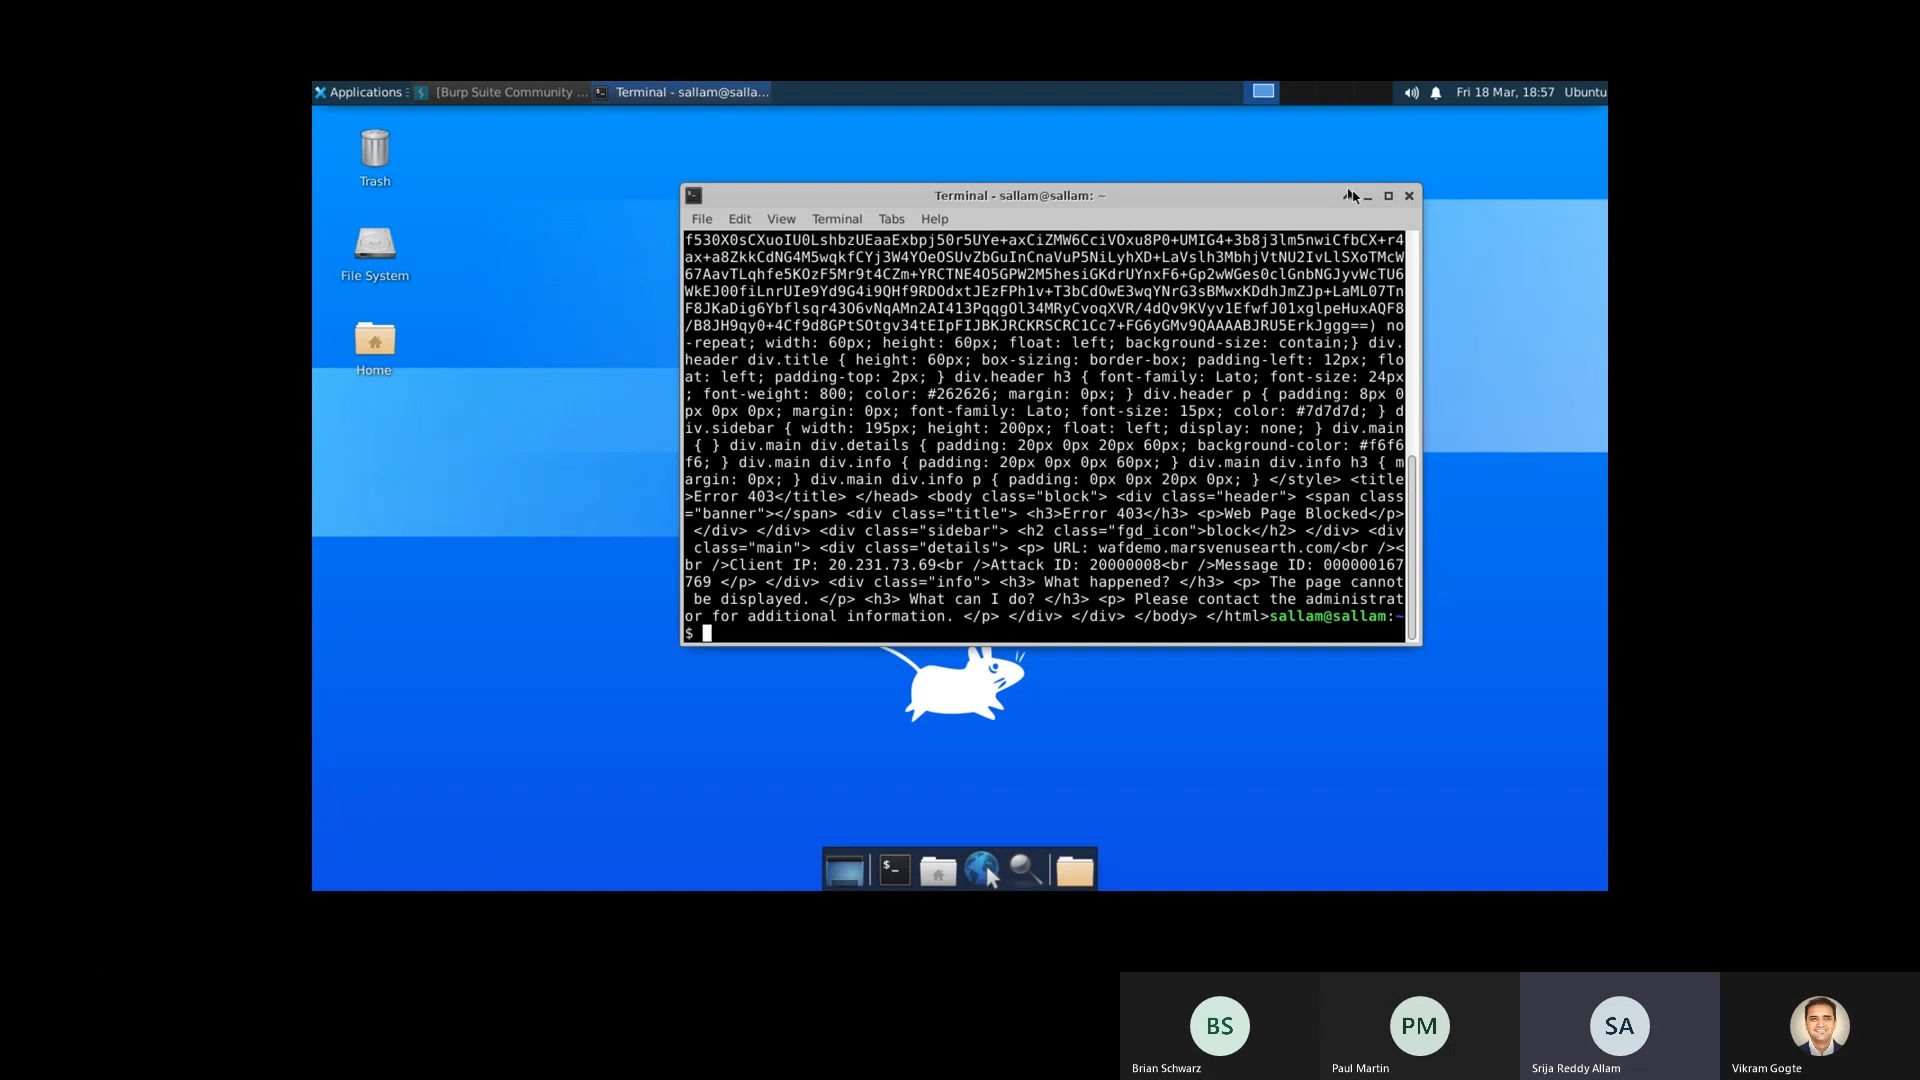 Applications
[Burp Suite Community ...
Terminal - sallam@salla...
Fri 18 Mar, 18:57 Ubuntu
Trash
File System
Home
Terminal - sallam@sallam: ~
File Edit View Terminal Tabs Help
f530X0sCXuoIU0LshbzUEaaExbpj50r5UYe+axCiZMW6CciVOxu8P0+UMIG4+3b8j3lm5nwiCfbCX+r4
ax+a8ZkkCdNG4M5wqkfCYj3W4YOeOSUvZbGuInCnaVuP5NiLyhXD+LaVslh3MbhjVtNU2IvLlSXoTMcW
67AavTLqhfe5KOzF5Mr9t4CZm+YRCTNE4O5GPW2M5hesiGKdrUYnxF6+Gp2wWGes0clGnbNGJyvWcTU6
WkEJ00fiLnrUIe9Yd9G4i9QHf9RDOdxtJEzFPh1v+T3bCdOwE3wqYNrG3sBMwxKDdhJmZJp+LaML07Tn
F8JKaDig6Ybflsqr43O6vNqAMn2AI413PqqgOl34MRyCvoqXVR/4dQv9KVyv1EfwfJ01xglpeHuxAQF8
/B8JH9qy0+4Cf9d8GPtSOtgv34tEIpFIJBKJRCKRSCRC1Cc7+FG6yGMv9QAAAABJRU5ErkJggg==) no
-repeat; width: 60px; height: 60px; float: left; background-size: contain;} div.
header div.title { height: 60px; box-sizing: border-box; padding-left: 12px; flo
at: left; padding-top: 2px; } div.header h3 { font-family: Lato; font-size: 24px
; font-weight: 800; color: #262626; margin: 0px; } div.header p { padding: 8px 0
px 0px 0px; margin: 0px; font-family: Lato; font-size: 15px; color: #7d7d7d; } d
iv.sidebar { width: 195px; height: 200px; float: left; display: none; } div.main
{ } div.main div.details { padding: 20px 0px 20px 60px; background-color: #f6f6
f6; } div.main div.info { padding: 20px 0px 0px 60px; } div.main div.info h3 { m
argin: 0px; } div.main div.info p { padding: 0px 0px 20px 0px; } </style> <title
>Error 403</title> </head> <body class="block"> <div class="header"> <span class
="banner"></span> <div class="title"> <h3>Error 403</h3> <p>Web Page Blocked</p>
</div> </div> <div class="sidebar"> <h2 class="fgd_icon">block</h2> </div> <div
class="main"> <div class="details"> <p> URL: wafdemo.marsvenusearth.com/<br /><
br />Client IP: 20.231.73.69<br />Attack ID: 20000008<br />Message ID: 000000167
769 </p> </div> <div class="info"> <h3> What happened? </h3> <p> The page cannot
be displayed. </p> <h3> What can I do? </h3> <p> Please contact the administrat
or for additional information. </p> </div> </div> </body> </html>sallam@sallam:~
$
BS
Brian Schwarz
PM
Paul Martin
SA
Srija Reddy Allam
Vikram Gogte